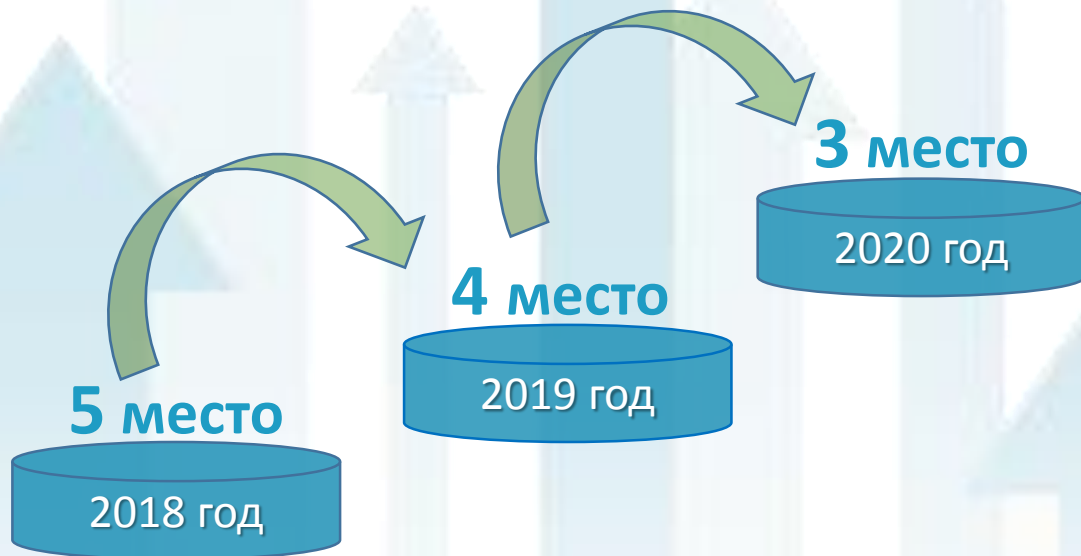 5 место
2018 год
4 место
2019 год
3 место
2020 год